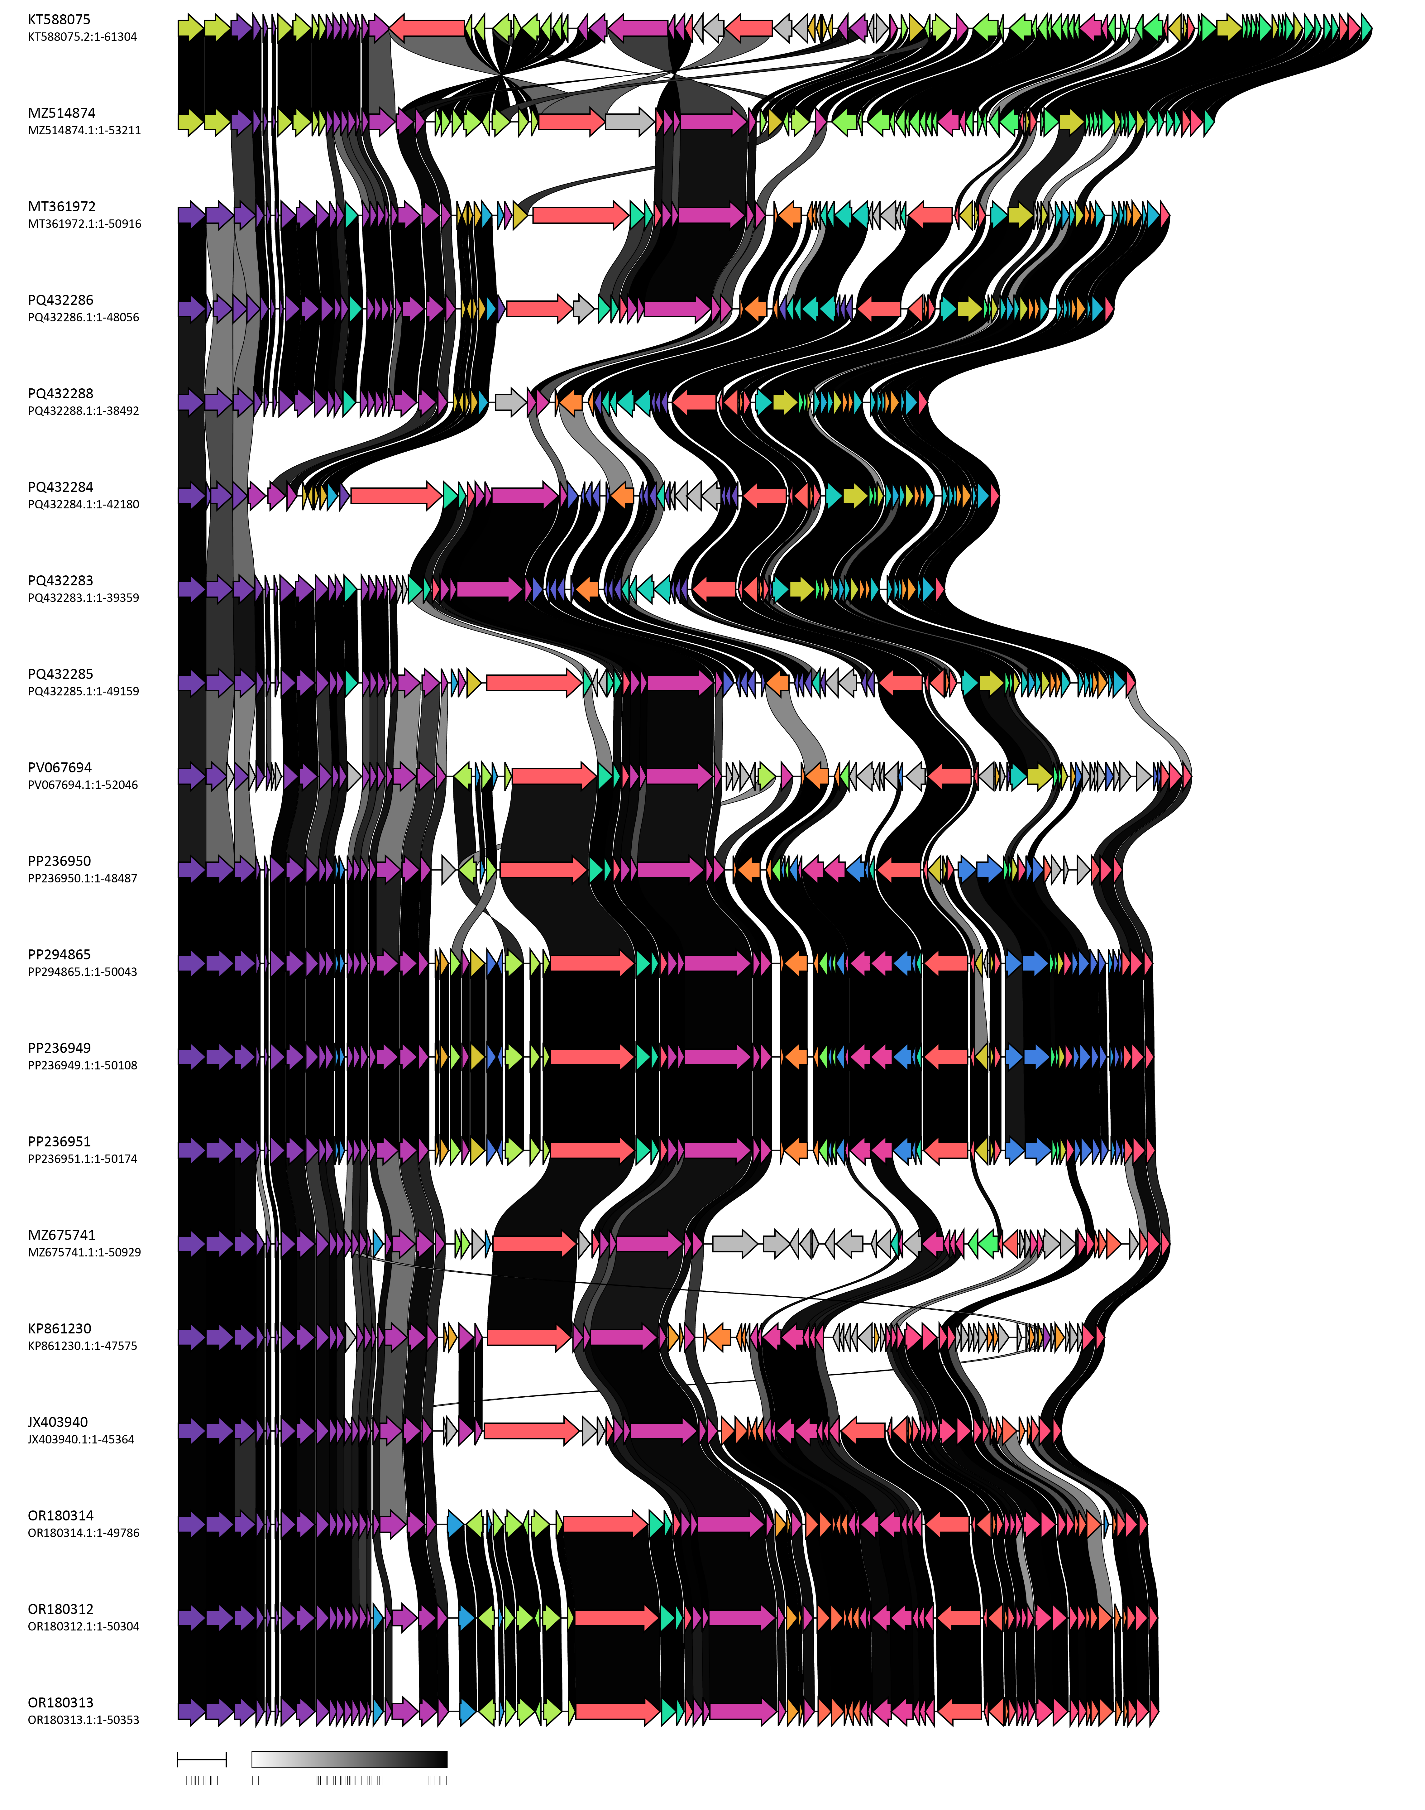 KT588075
KT588075.2:1-61304
MZ514874
MZ514874.1:1-53211
MT361972
MT361972.1:1-50916
PQ432286
PQ432286.1:1-48056
PQ432288
PQ432288.1:1-38492
PQ432284
PQ432284.1:1-42180
PQ432283
PQ432283.1:1-39359
PQ432285
PQ432285.1:1-49159
PV067694
PV067694.1:1-52046
PP236950
PP236950.1:1-48487
PP294865
PP294865.1:1-50043
PP236949
PP236949.1:1-50108
PP236951
PP236951.1:1-50174
MZ675741
MZ675741.1:1-50929
KP861230
KP861230.1:1-47575
JX403940
JX403940.1:1-45364
OR180314
OR180314.1:1-49786
OR180312
OR180312.1:1-50304
OR180313
OR180313.1:1-50353